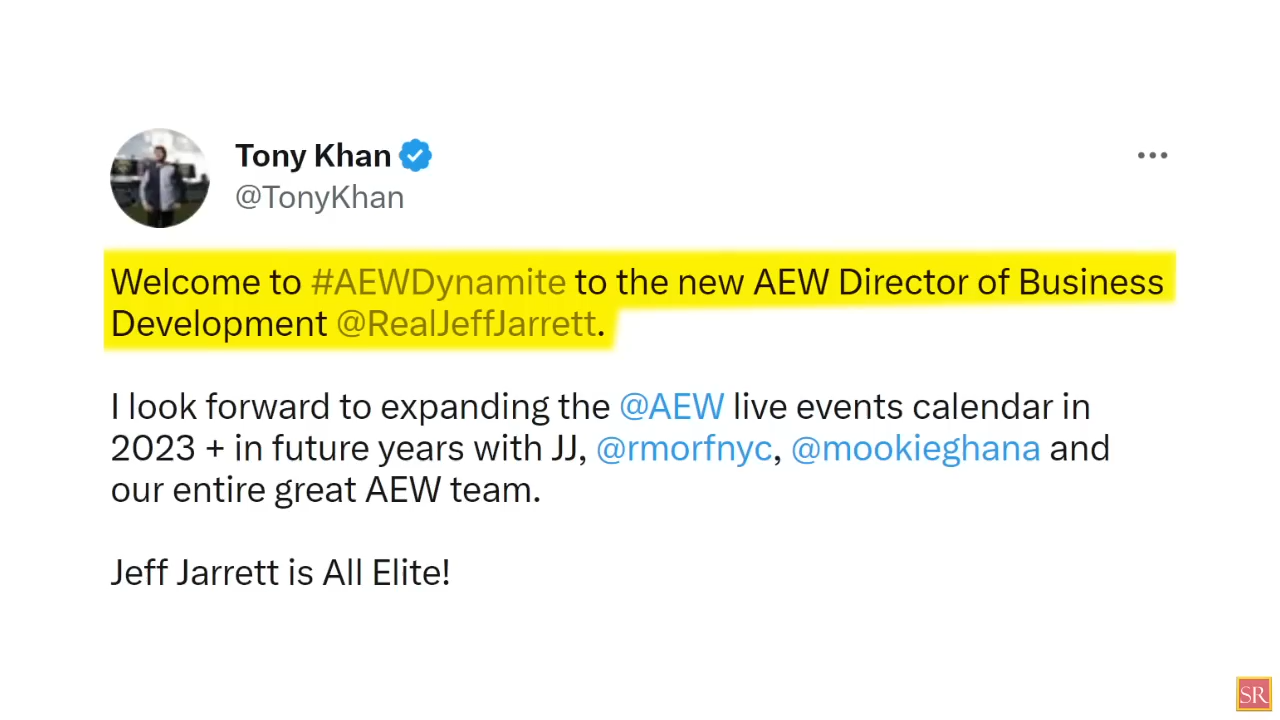 Tony Khan
@TonyKhan
Welcome to #AEWDynamite to the new AEW Director of Business
Development @RealJeffJarrett.
I look forward to expanding the @AEW live events calendar in
2023 + in future years with JJ, @rmorfnyc, @mookieghana and
our entire great AEW team.
Jeff Jarrett is All Elite!
SR